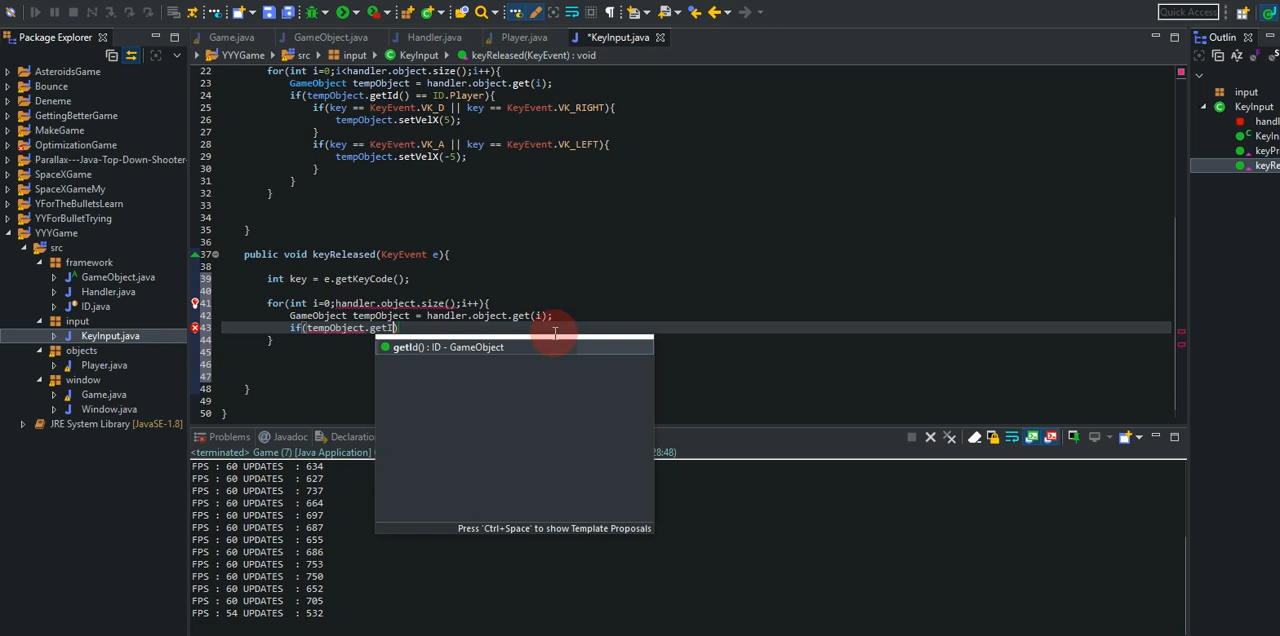 Quick Access
Package Explorer
Game.java
GameObject.java
Handler.java
Player.java
*KeyInput.java
Outlin
YYYGame
src
input
KeyInput
keyReleased(KeyEvent) : void
AsteroidsGame
Bounce
Deneme
GettingBetterGame
MakeGame
OptimizationGame
Parallax---Java-Top-Down-Shooter-
SpaceXGame
SpaceXGameMy
YForTheBulletsLearn
YYForBulletTrying
YYYGame
src
framework
GameObject.java
Handler.java
ID.java
input
KeyInput.java
objects
Player.java
window
Game.java
Window.java
JRE System Library [JavaSE-1.8]
22 for(int i=0;i<handler.object.size();i++){
23 GameObject tempObject = handler.object.get(i);
24 if(tempObject.getId() == ID.Player){
25 if(key == KeyEvent.VK_D || key == KeyEvent.VK_RIGHT){
26 tempObject.setVelX(5);
27 }
28 if(key == KeyEvent.VK_A || key == KeyEvent.VK_LEFT){
29 tempObject.setVelX(-5);
30 }
31 }
32 }
33
34
35 }
36
37 public void keyReleased(KeyEvent e){
38
39 int key = e.getKeyCode();
40
41 for(int i=0;handler.object.size();i++){
42 GameObject tempObject = handler.object.get(i);
43 if(tempObject.getI)
44 }
45
46
47
48 }
49
50 }
getId() : ID - GameObject
Press 'Ctrl+Space' to show Template Proposals
input
KeyInput
handl
KeyIn
keyPr
keyRe
Problems
Javadoc
Declaration
<terminated> Game (7) [Java Application]
28:48)
FPS : 60 UPDATES : 634
FPS : 60 UPDATES : 627
FPS : 60 UPDATES : 737
FPS : 60 UPDATES : 664
FPS : 60 UPDATES : 697
FPS : 60 UPDATES : 687
FPS : 60 UPDATES : 655
FPS : 60 UPDATES : 686
FPS : 60 UPDATES : 753
FPS : 60 UPDATES : 750
FPS : 60 UPDATES : 652
FPS : 60 UPDATES : 705
FPS : 54 UPDATES : 532